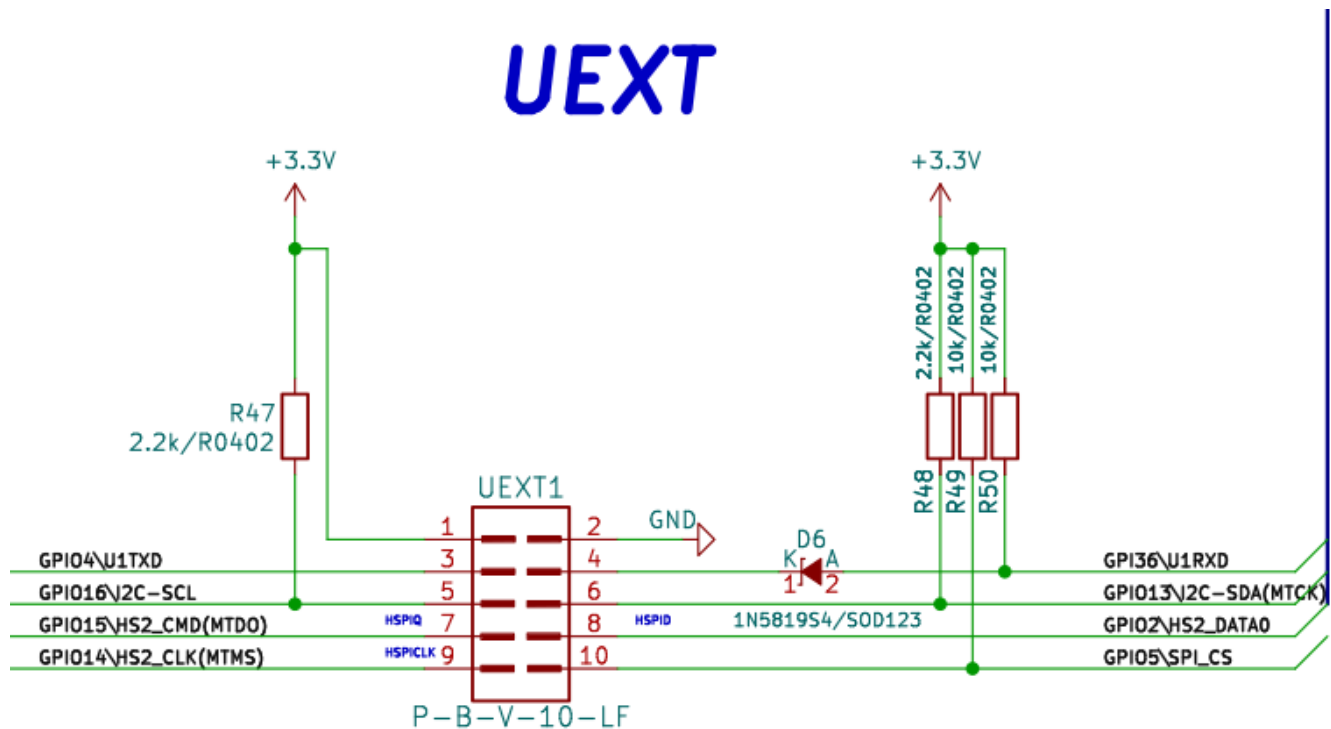 UEXT
+3.3V
+3.3V
2.2k/R0402
10k/R0402
10k/R0402
R47
2.2k/R0402
R48
R49
R50
UEXT1
1
2
GND
3
4
K
D6
A
1
2
GPIO4\U1TXD
GPI36\U1RXD
GPIO16\I2C-SCL
5
6
GPIO13\I2C-SDA(MTCK)
GPIO15\HS2_CMD(MTDO)
HSPIQ
7
8
HSPID
1N5819S4/SOD123
GPIO2\HS2_DATA0
GPIO14\HS2_CLK(MTMS)
HSPICLK
9
10
GPIO5\SPI_CS
P-B-V-10-LF